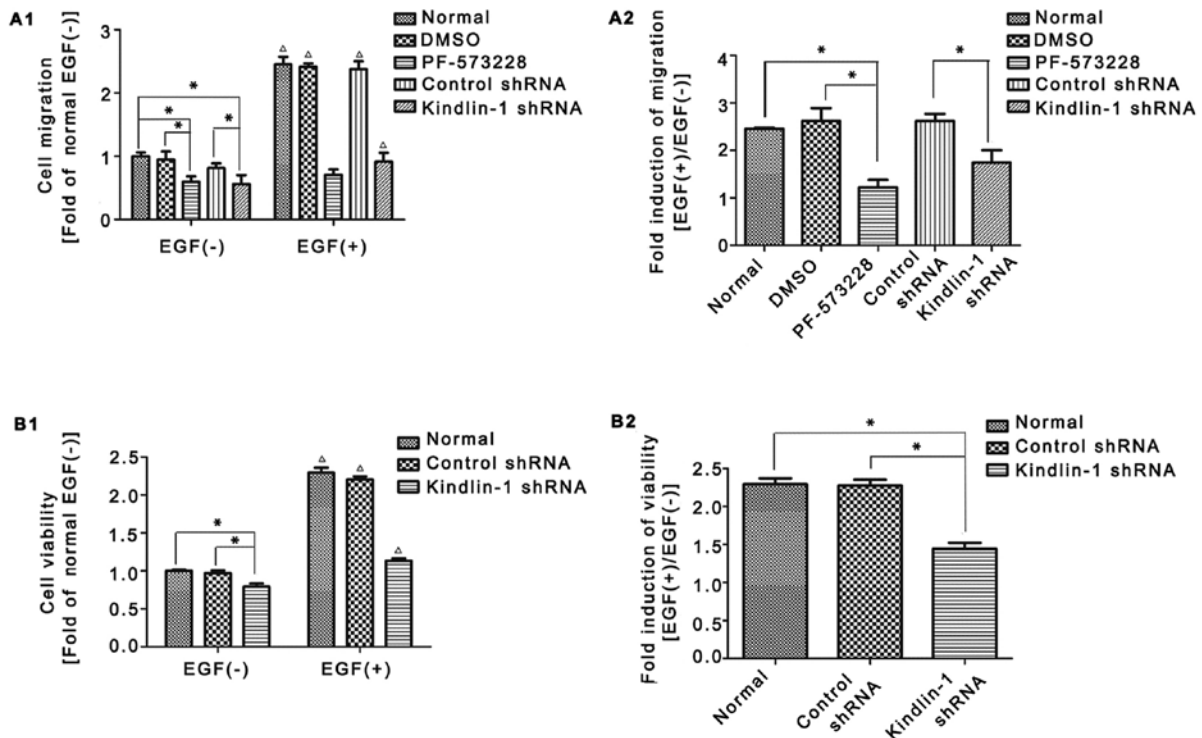 A1
Normal
DMSO
PF-573228
Control shRNA
Kindlin-1 shRNA
Cell migration
[Fold of normal EGF(-)]
3
2
1
0
* * * *
Δ Δ Δ Δ
EGF(-)
EGF(+)
A2
Normal
DMSO
PF-573228
Control shRNA
Kindlin-1 shRNA
Fold induction of migration
[EGF(+)/EGF(-)]
4
3
2
2
1
0
* * *
Normal
DMSO
PF-573228
Control
shRNA
Kindlin-1
shRNA
B1
Normal
Control shRNA
Kindlin-1 shRNA
Cell viability
[Fold of normal EGF(-)]
2.5
2.0
1.5
1.0
0.5
0.0
* *
Δ Δ Δ
EGF(-)
EGF(+)
B2
Normal
Control shRNA
Kindlin-1 shRNA
Fold induction of viability
[EGF(+)/EGF(-)]
2.5
2.0
1.5
2.5
2.5
2.0
* *
Normal
Control
shRNA
Kindlin-1
shRNA